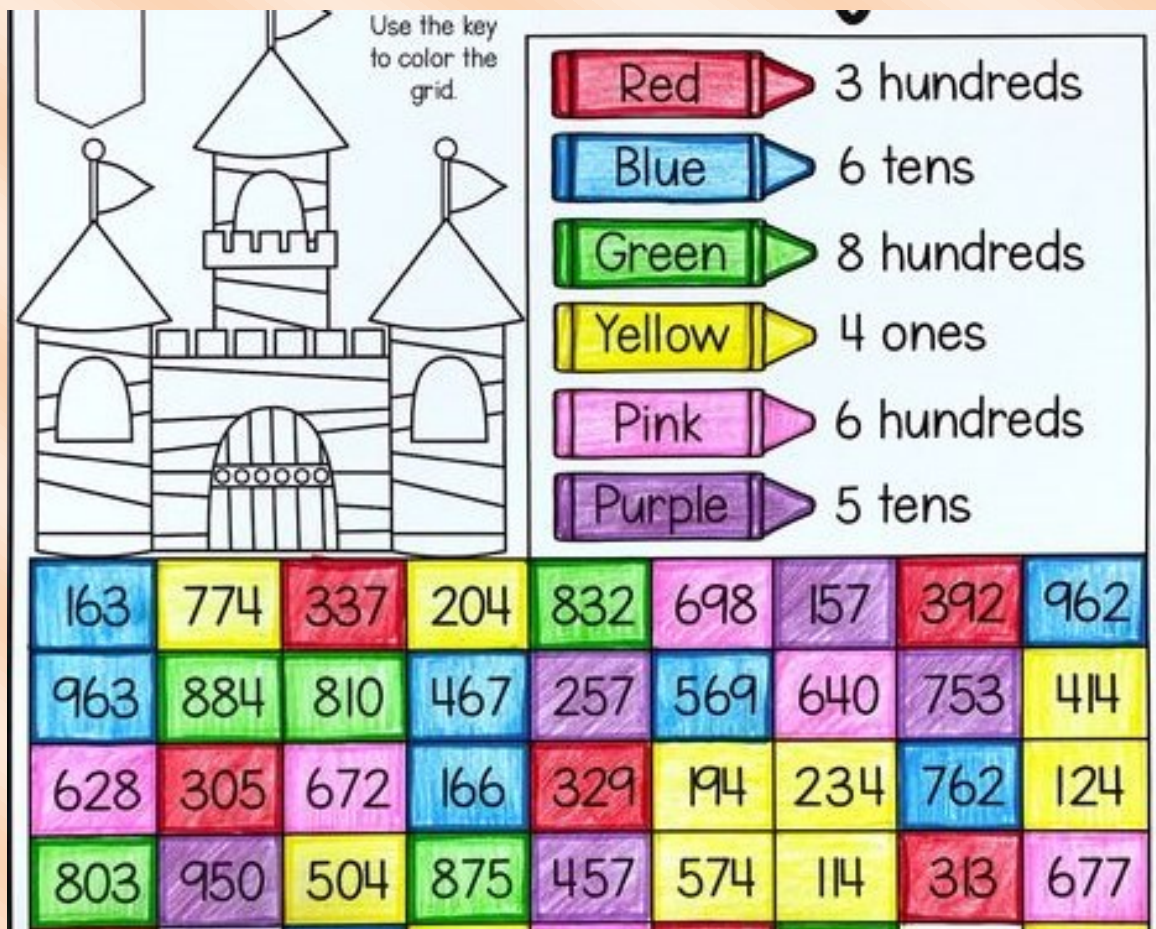 Use the key
to color the
grid.
Red 3 hundreds
Blue 6 tens
Green 8 hundreds
Yellow 4 ones
Pink 6 hundreds
Purple 5 tens
163 774 337 204 832 698 157 392 962
963 884 810 467 257 569 640 753 414
628 305 672 166 329 194 234 762 124
803 950 504 875 457 574 114 313 677